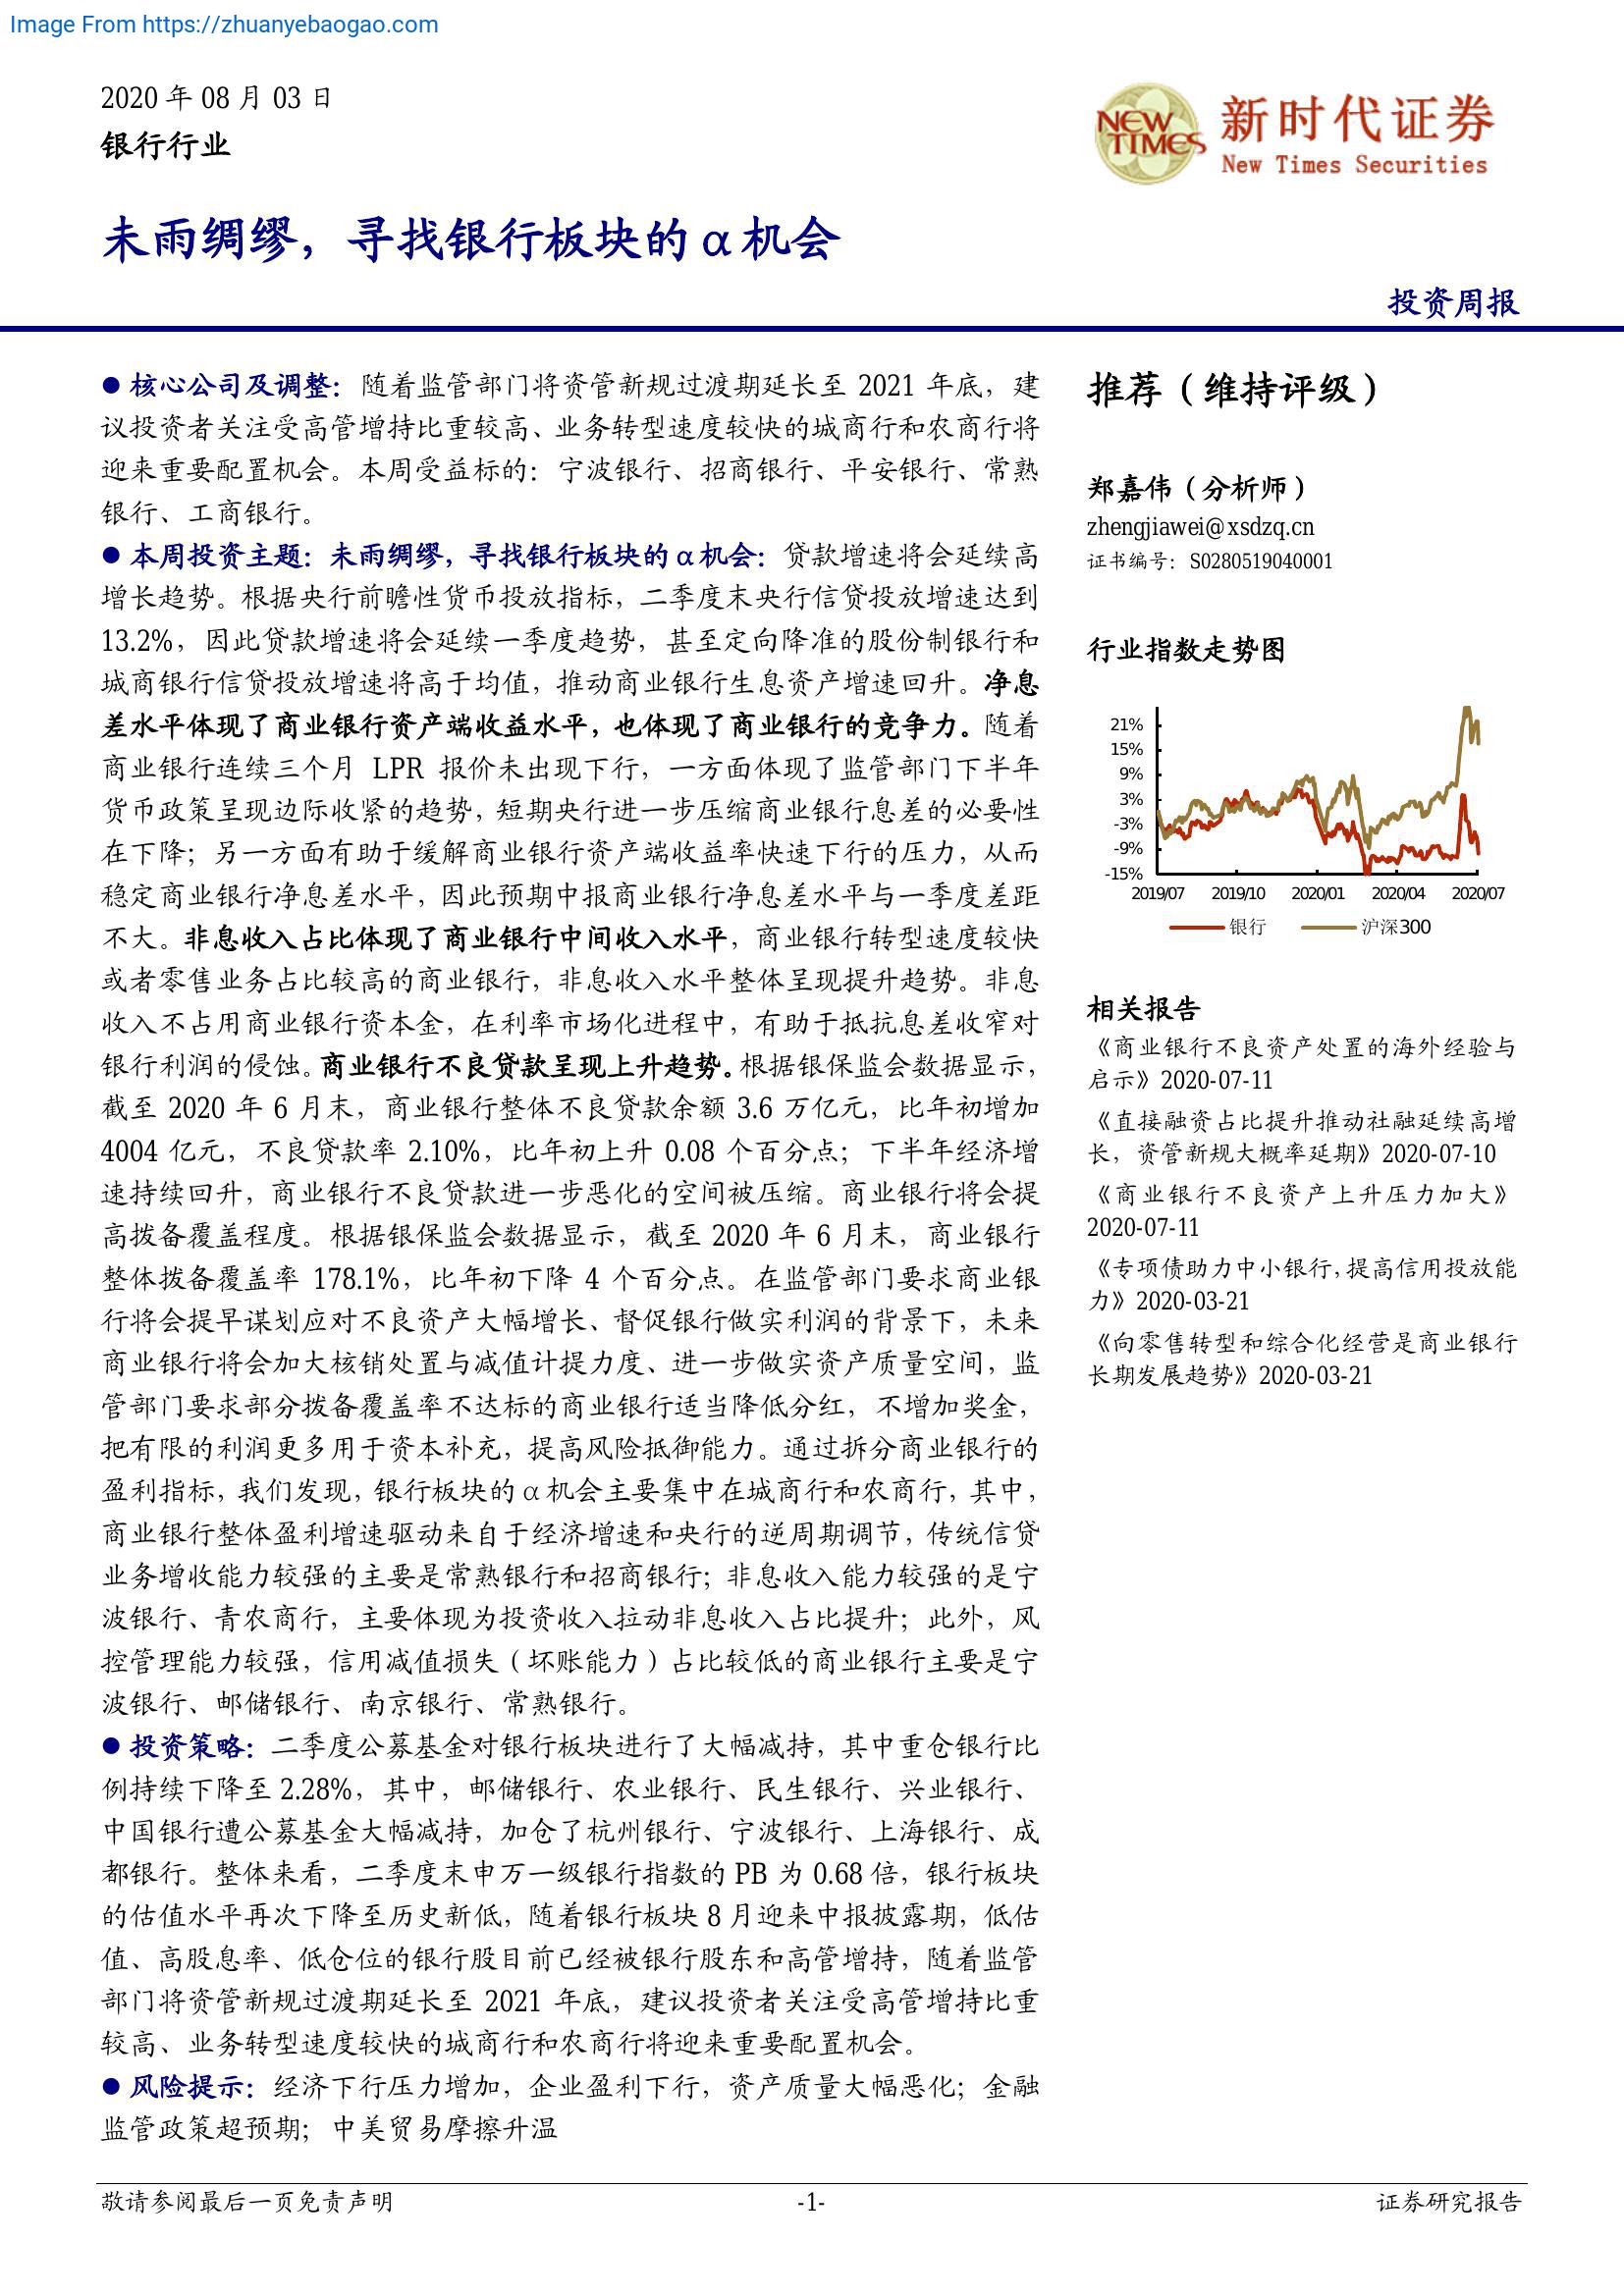 Image From https://zhuanyebaogao.com
2020 年 08 月 03 日
银行行业
NEW TIMES
新时代证券
New Times Securities
未雨绸缪，寻找银行板块的 α 机会
投资周报
● 核心公司及调整：随着监管部门将资管新规过渡期延长至 2021 年底，建
议投资者关注受高管增持比重较高、业务转型速度较快的城商行和农商行将
迎来重要配置机会。本周受益标的：宁波银行、招商银行、平安银行、常熟
银行、工商银行。
● 本周投资主题：未雨绸缪，寻找银行板块的 α 机会：贷款增速将会延续高
增长趋势。根据央行前瞻性货币投放指标，二季度末央行信贷投放增速达到
13.2%，因此贷款增速将会延续一季度趋势，甚至定向降准的股份制银行和
城商银行信贷投放增速将高于均值，推动商业银行生息资产增速回升。净息
差水平体现了商业银行资产端收益水平，也体现了商业银行的竞争力。随着
商业银行连续三个月 LPR 报价未出现下行，一方面体现了监管部门下半年
货币政策呈现边际收紧的趋势，短期央行进一步压缩商业银行息差的必要性
在下降；另一方面有助于缓解商业银行资产端收益率快速下行的压力，从而
稳定商业银行净息差水平，因此预期中报商业银行净息差水平与一季度差距
不大。非息收入占比体现了商业银行中间收入水平，商业银行转型速度较快
或者零售业务占比较高的商业银行，非息收入水平整体呈现提升趋势。非息
收入不占用商业银行资本金，在利率市场化进程中，有助于抵抗息差收窄对
银行利润的侵蚀。商业银行不良贷款呈现上升趋势。根据银保监会数据显示，
截至 2020 年 6 月末，商业银行整体不良贷款余额 3.6 万亿元，比年初增加
4004 亿元，不良贷款率 2.10%，比年初上升 0.08 个百分点；下半年经济增
速持续回升，商业银行不良贷款进一步恶化的空间被压缩。商业银行将会提
高拨备覆盖程度。根据银保监会数据显示，截至 2020 年 6 月末，商业银行
整体拨备覆盖率 178.1%，比年初下降 4 个百分点。在监管部门要求商业银
行将会提早谋划应对不良资产大幅增长、督促银行做实利润的背景下，未来
商业银行将会加大核销处置与减值计提力度、进一步做实资产质量空间，监
管部门要求部分拨备覆盖率不达标的商业银行适当降低分红，不增加奖金，
把有限的利润更多用于资本补充，提高风险抵御能力。通过拆分商业银行的
盈利指标，我们发现，银行板块的 α 机会主要集中在城商行和农商行，其中，
商业银行整体盈利增速驱动来自于经济增速和央行的逆周期调节，传统信贷
业务增收能力较强的主要是常熟银行和招商银行；非息收入能力较强的是宁
波银行、青农商行，主要体现为投资收入拉动非息收入占比提升；此外，风
控管理能力较强，信用减值损失（坏账能力）占比较低的商业银行主要是宁
波银行、邮储银行、南京银行、常熟银行。
● 投资策略：二季度公募基金对银行板块进行了大幅减持，其中重仓银行比
例持续下降至 2.28%，其中，邮储银行、农业银行、民生银行、兴业银行、
中国银行遭公募基金大幅减持，加仓了杭州银行、宁波银行、上海银行、成
都银行。整体来看，二季度末申万一级银行指数的 PB 为 0.68 倍，银行板块
的估值水平再次下降至历史新低，随着银行板块 8 月迎来中报披露期，低估
值、高股息率、低仓位的银行股目前已经被银行股东和高管增持，随着监管
部门将资管新规过渡期延长至 2021 年底，建议投资者关注受高管增持比重
较高、业务转型速度较快的城商行和农商行将迎来重要配置机会。
● 风险提示：经济下行压力增加，企业盈利下行，资产质量大幅恶化；金融
监管政策超预期；中美贸易摩擦升温
推荐（维持评级）
郑嘉伟（分析师）
zhengjiawei@xsdzq.cn
证书编号：S0280519040001
行业指数走势图
21%
15%
9%
3%
-3%
-9%
-15%
2019/07 2019/10 2020/01 2020/04 2020/07
银行 沪深300
相关报告
《商业银行不良资产处置的海外经验与
启示》2020-07-11
《直接融资占比提升推动社融延续高增
长，资管新规大概率延期》2020-07-10
《商业银行不良资产上升压力加大》
2020-07-11
《专项债助力中小银行，提高信用投放能
力》2020-03-21
《向零售转型和综合化经营是商业银行
长期发展趋势》2020-03-21
敬请参阅最后一页免责声明
-1-
证券研究报告